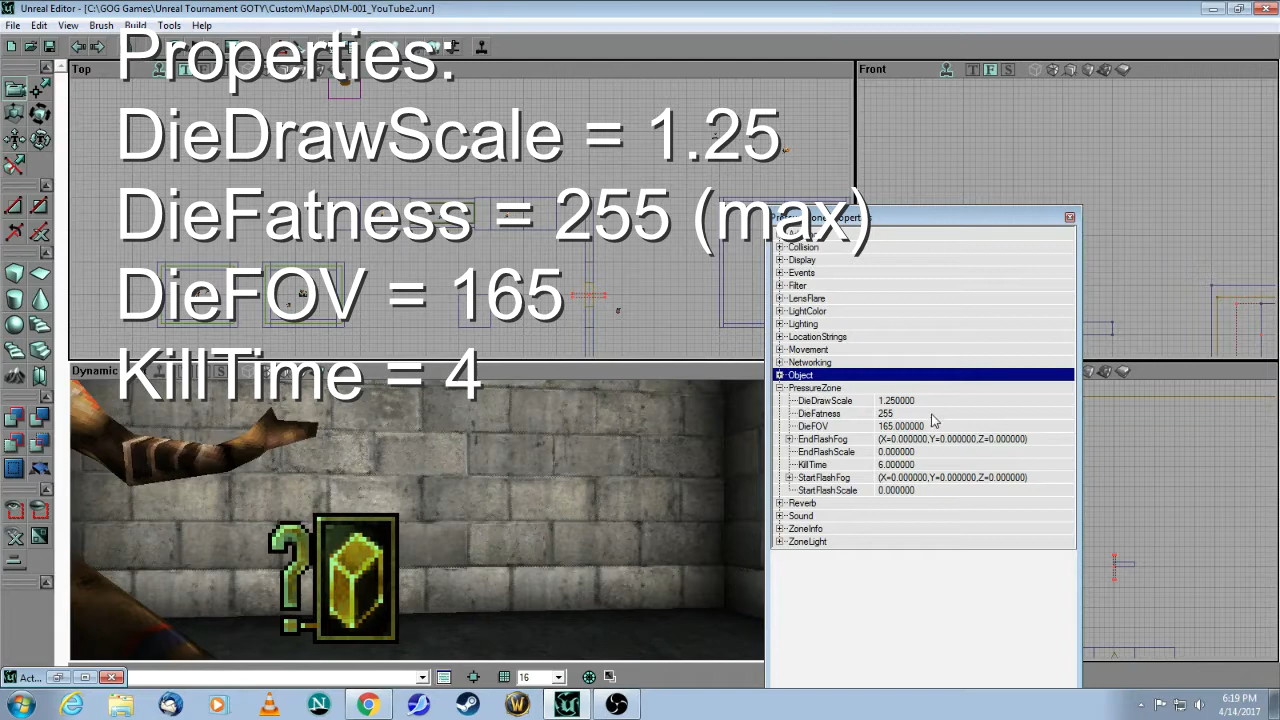 Unreal Editor - [C:\GOG Games\Unreal Tournament GOTY\Custom\Maps\DM-001_YouTube2.unr]
File Edit View Brush Build Tools Help
Properties:
Top
Front
DieDrawScale = 1.25
DieFatness = 255 (max)
Collision
Display
Events
Filter
LensFlare
LightColor
Lighting
LocationStrings
Movement
Networking
Object
PressureZone
DieDrawScale 1.250000
DieFatness 255
DieFOV 165.000000
EndFlashFog (X=0.000000,Y=0.000000,Z=0.000000)
EndFlashScale 0.000000
KillTime 6.000000
StartFlashFog (X=0.000000,Y=0.000000,Z=0.000000)
StartFlashScale 0.000000
Reverb
Sound
ZoneInfo
ZoneLight
DieFOV = 165
Dynamic
KillTime = 4
Act...
16
6:19 PM
4/14/2017